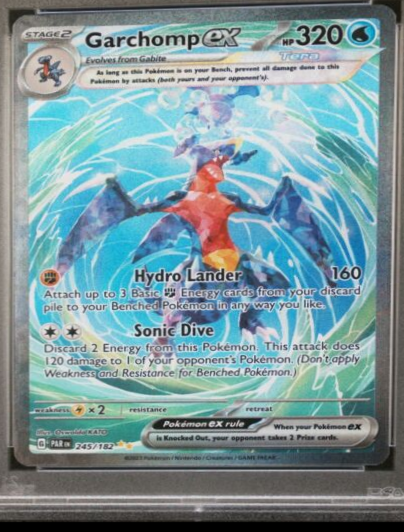 STAGE 2 Garchomp ex HP 320
Tera
Evolves from Gabite
As long as this Pokémon is on your Bench, prevent all damage done to this
Pokémon by attacks (both yours and your opponent's).
Hydro Lander 160
Attach up to 3 Basic Energy cards from your discard
pile to your Benched Pokémon in any way you like.
Sonic Dive
Discard 2 Energy from this Pokémon. This attack does
120 damage to 1 of your opponent's Pokémon. (Don't apply
Weakness and Resistance for Benched Pokémon.)
weakness ×2 resistance retreat
Pokémon ex rule When your Pokémon ex
is Knocked Out, your opponent takes 2 Prize cards.
Illus. KATO
G PAR EN 245/182
©2023 Pokémon / Nintendo / Creatures / GAME FREAK